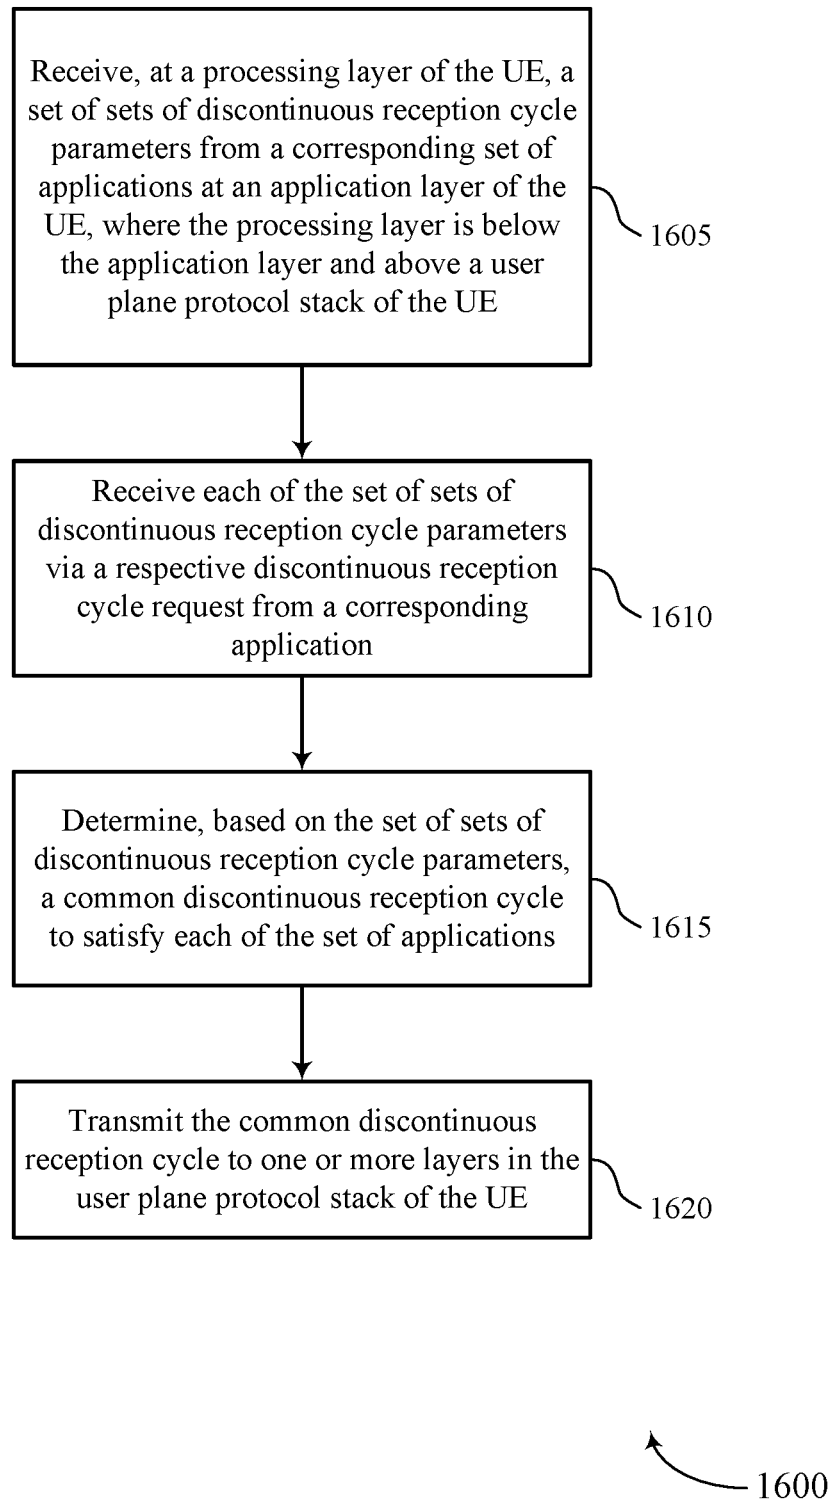 Receive, at a processing layer of the UE, a
set of sets of discontinuous reception cycle
parameters from a corresponding set of
applications at an application layer of the
UE, where the processing layer is below
the application layer and above a user
plane protocol stack of the UE
1605
Receive each of the set of sets of
discontinuous reception cycle parameters
via a respective discontinuous reception
cycle request from a corresponding
application
1610
Determine, based on the set of sets of
discontinuous reception cycle parameters,
a common discontinuous reception cycle
to satisfy each of the set of applications
1615
Transmit the common discontinuous
reception cycle to one or more layers in the
user plane protocol stack of the UE
1620
1600